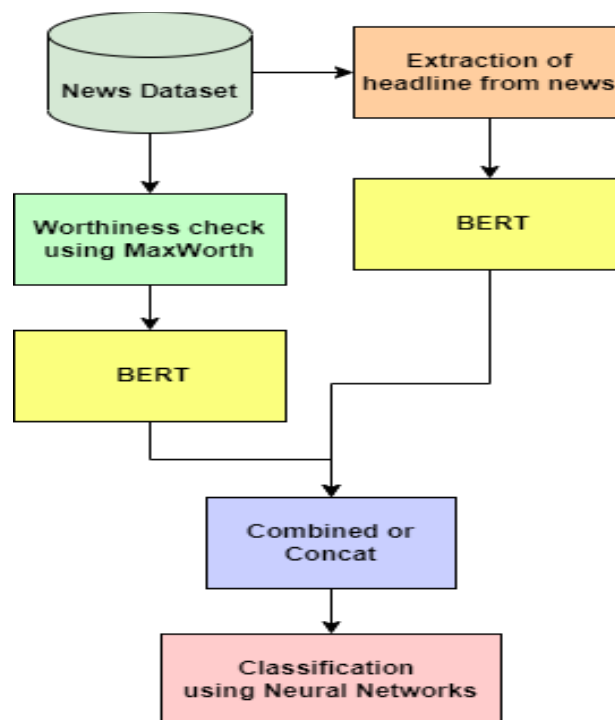 News Dataset
Extraction of
headline from news
Worthiness check
using MaxWorth
BERT
BERT
Combined or
Concat
Classification
using Neural Networks